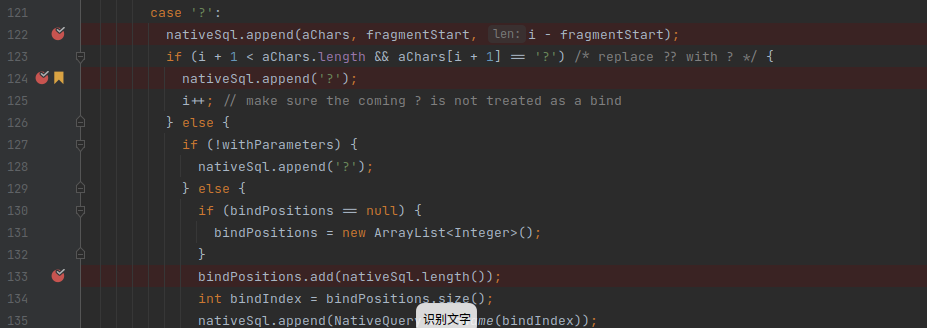 121 case '?':
122 nativeSql.append(aChars, fragmentStart, len: i - fragmentStart);
123 if (i + 1 < aChars.length && aChars[i + 1] == '?') /* replace ?? with ? */ {
124 nativeSql.append('?');
125 i++; // make sure the coming ? is not treated as a bind
126 } else {
127 if (!withParameters) {
128 nativeSql.append('?');
129 } else {
130 if (bindPositions == null) {
131 bindPositions = new ArrayList<Integer>();
132 }
133 bindPositions.add(nativeSql.length());
134 int bindIndex = bindPositions.size();
135 nativeSql.append(NativeQuer me(bindIndex));
识别文字